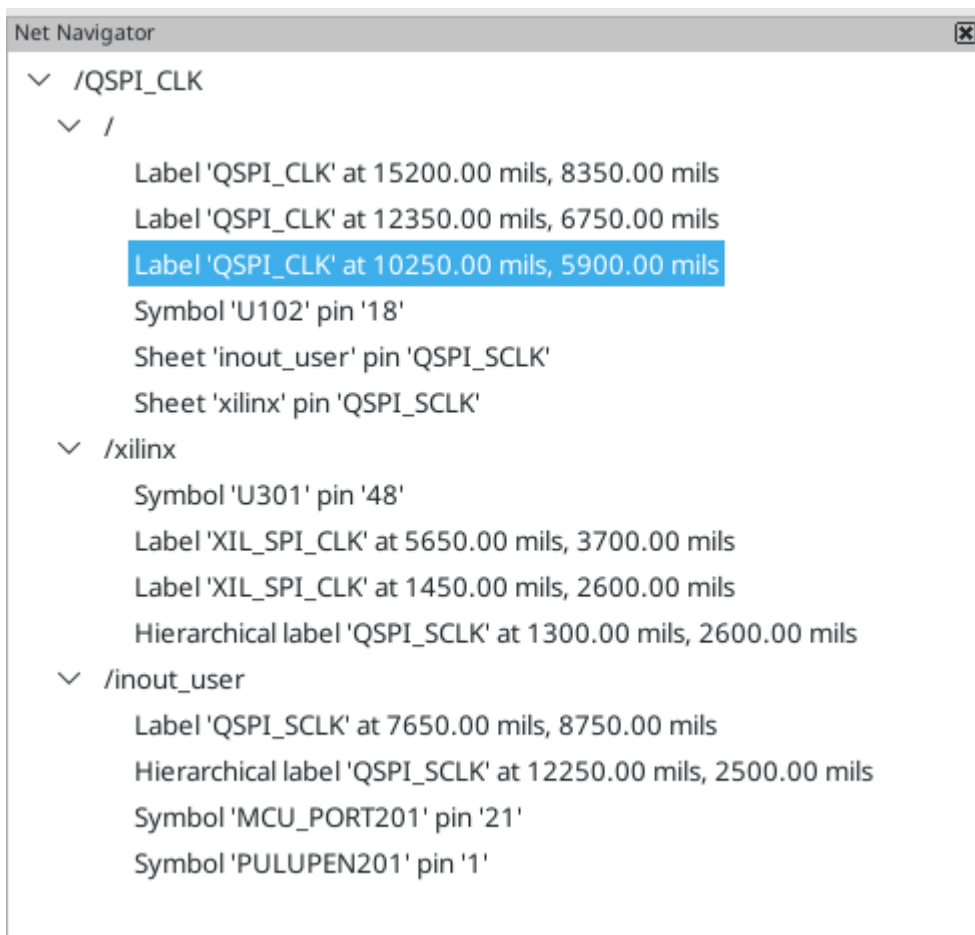 Net Navigator
/QSPI_CLK
/
Label 'QSPI_CLK' at 15200.00 mils, 8350.00 mils
Label 'QSPI_CLK' at 12350.00 mils, 6750.00 mils
Label 'QSPI_CLK' at 10250.00 mils, 5900.00 mils
Symbol 'U102' pin '18'
Sheet 'inout_user' pin 'QSPI_SCLK'
Sheet 'xilinx' pin 'QSPI_SCLK'
/xilinx
Symbol 'U301' pin '48'
Label 'XIL_SPI_CLK' at 5650.00 mils, 3700.00 mils
Label 'XIL_SPI_CLK' at 1450.00 mils, 2600.00 mils
Hierarchical label 'QSPI_SCLK' at 1300.00 mils, 2600.00 mils
/inout_user
Label 'QSPI_SCLK' at 7650.00 mils, 8750.00 mils
Hierarchical label 'QSPI_SCLK' at 12250.00 mils, 2500.00 mils
Symbol 'MCU_PORT201' pin '21'
Symbol 'PULUPEN201' pin '1'